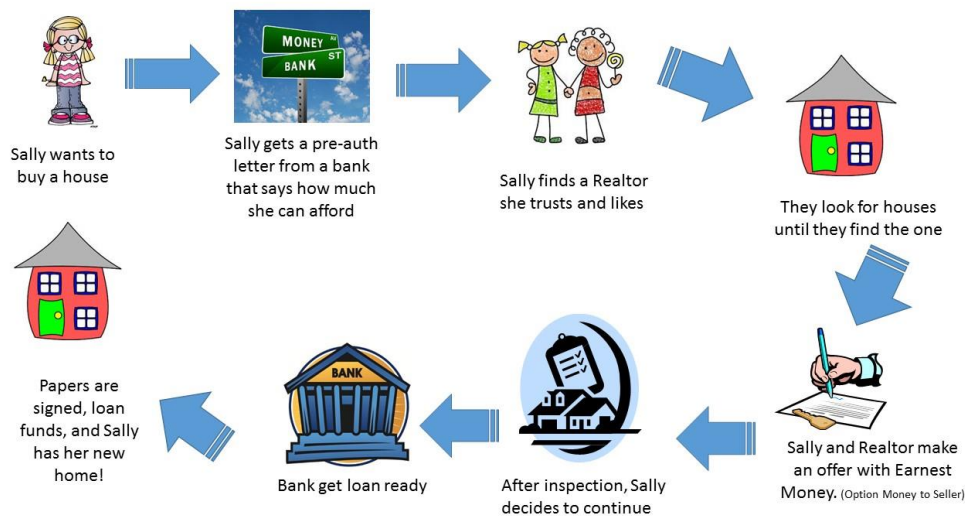 MONEY AV
BANK ST
Sally wants to
buy a house
Sally gets a pre-auth
letter from a bank
that says how much
she can afford
Sally finds a Realtor
she trusts and likes
They look for houses
until they find the one
Sally and Realtor make
an offer with Earnest
Money. (Option Money to Seller)
After inspection, Sally
decides to continue
BANK
Bank get loan ready
Papers are
signed, loan
funds, and Sally
has her new
home!